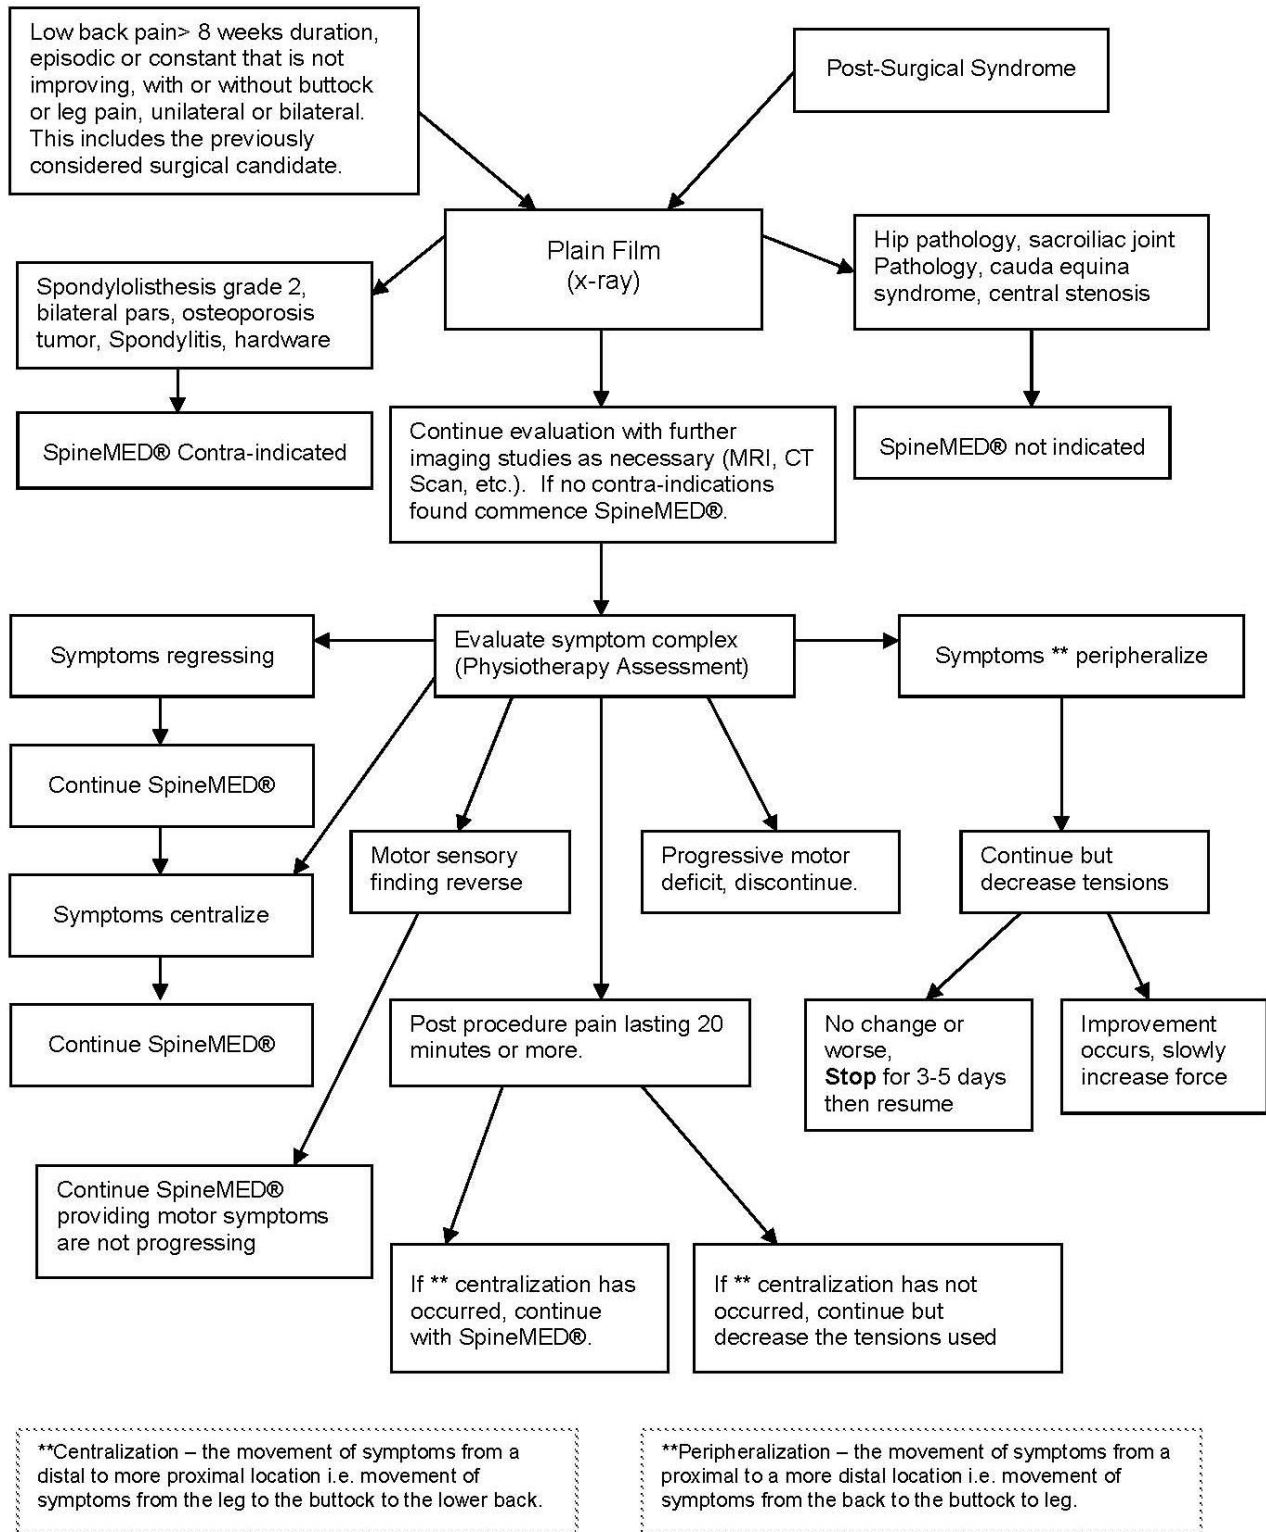 Low back pain> 8 weeks duration,
episodic or constant that is not
improving, with or without buttock
or leg pain, unilateral or bilateral.
This includes the previously
considered surgical candidate.
Post-Surgical Syndrome
Plain Film
(x-ray)
Spondylolisthesis grade 2,
bilateral pars, osteoporosis
tumor, Spondylitis, hardware
Hip pathology, sacroiliac joint
Pathology, cauda equina
syndrome, central stenosis
SpineMED® Contra-indicated
Continue evaluation with further
imaging studies as necessary (MRI, CT
Scan, etc.).  If no contra-indications
found commence SpineMED®.
SpineMED® not indicated
Symptoms regressing
Evaluate symptom complex
(Physiotherapy Assessment)
Symptoms ** peripheralize
Continue SpineMED®
Symptoms centralize
Continue SpineMED®
Motor sensory
finding reverse
Progressive motor
deficit, discontinue.
Continue but
decrease tensions
Post procedure pain lasting 20
minutes or more.
No change or
worse,
Stop for 3-5 days
then resume
Improvement
occurs, slowly
increase force
Continue SpineMED®
providing motor symptoms
are not progressing
If ** centralization has
occurred, continue
with SpineMED®.
If ** centralization has not
occurred, continue but
decrease the tensions used
**Centralization – the movement of symptoms from a
distal to more proximal location i.e. movement of
symptoms from the leg to the buttock to the lower back.
**Peripheralization – the movement of symptoms from a
proximal to a more distal location i.e. movement of
symptoms from the back to the buttock to leg.